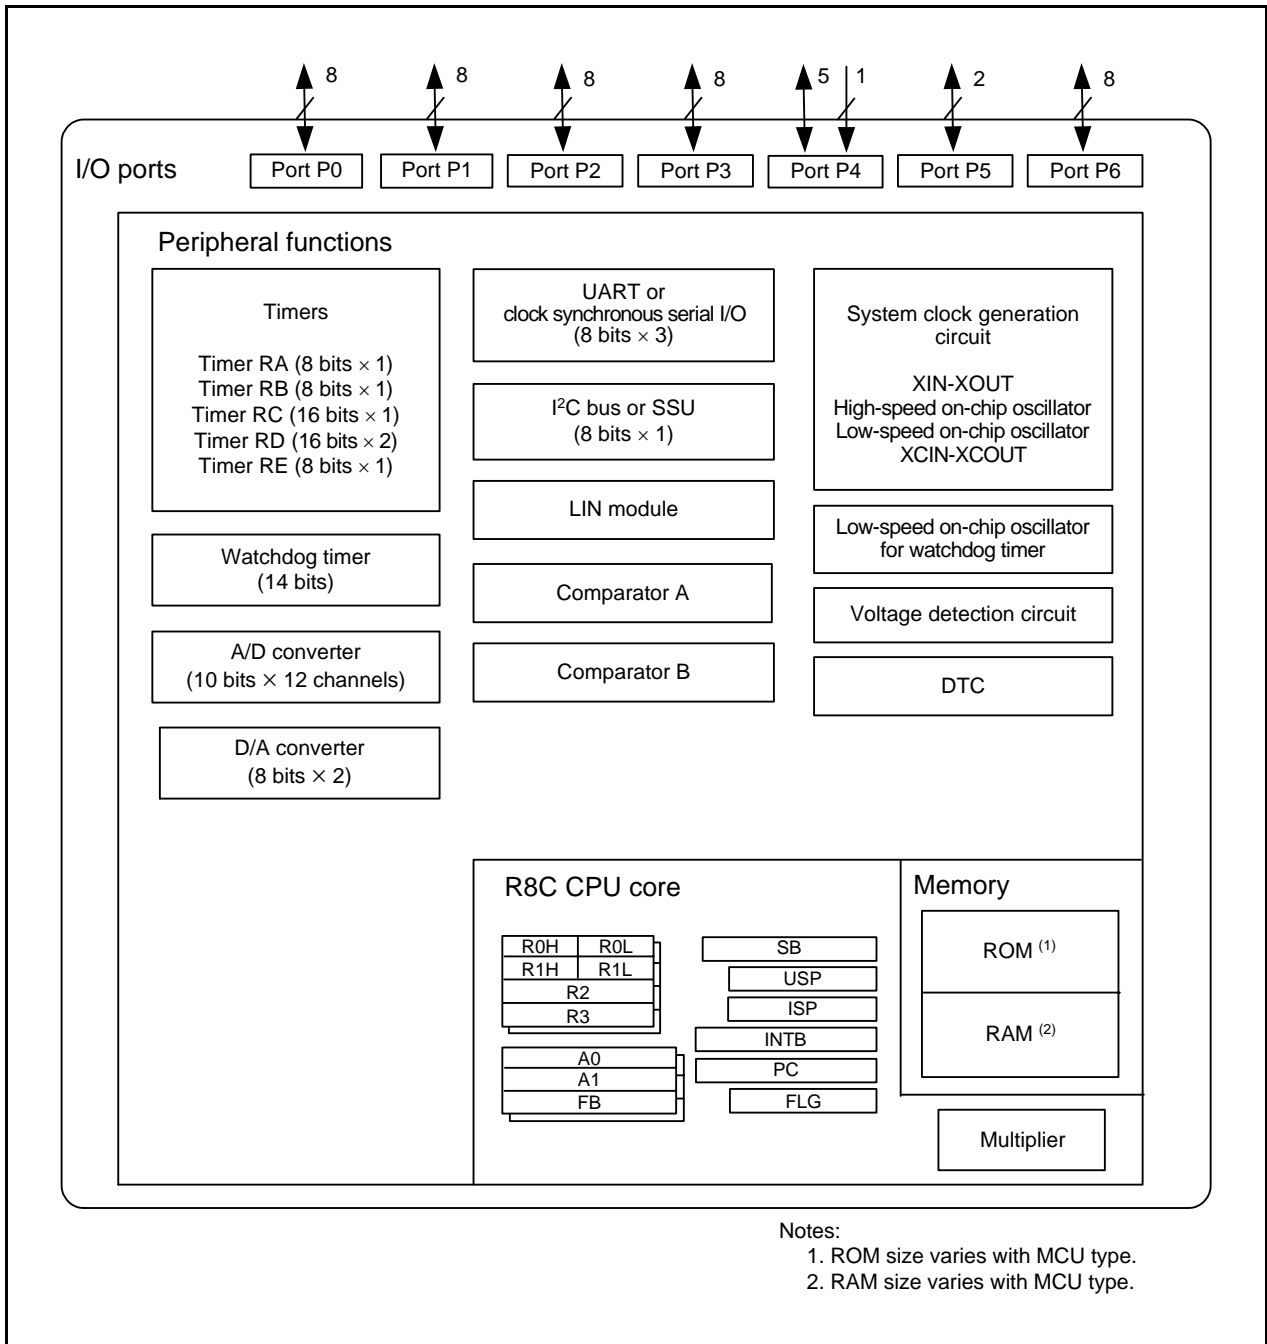 8 8 8 8 5 1 2 8
I/O ports
Port P0 Port P1 Port P2 Port P3 Port P4 Port P5 Port P6
Peripheral functions
Timers
Timer RA (8 bits × 1)
Timer RB (8 bits × 1)
Timer RC (16 bits × 1)
Timer RD (16 bits × 2)
Timer RE (8 bits × 1)
Watchdog timer
(14 bits)
A/D converter
(10 bits × 12 channels)
D/A converter
(8 bits × 2)
UART or
clock synchronous serial I/O
(8 bits × 3)
I²C bus or SSU
(8 bits × 1)
LIN module
Comparator A
Comparator B
System clock generation
circuit
XIN-XOUT
High-speed on-chip oscillator
Low-speed on-chip oscillator
XCIN-XCOUT
Low-speed on-chip oscillator
for watchdog timer
Voltage detection circuit
DTC
R8C CPU core
R0H R0L
R1H R1L
R2
R3
A0
A1
FB
SB
USP
ISP
INTB
PC
FLG
Memory
ROM (1)
RAM (2)
Multiplier
Notes:
1. ROM size varies with MCU type.
2. RAM size varies with MCU type.